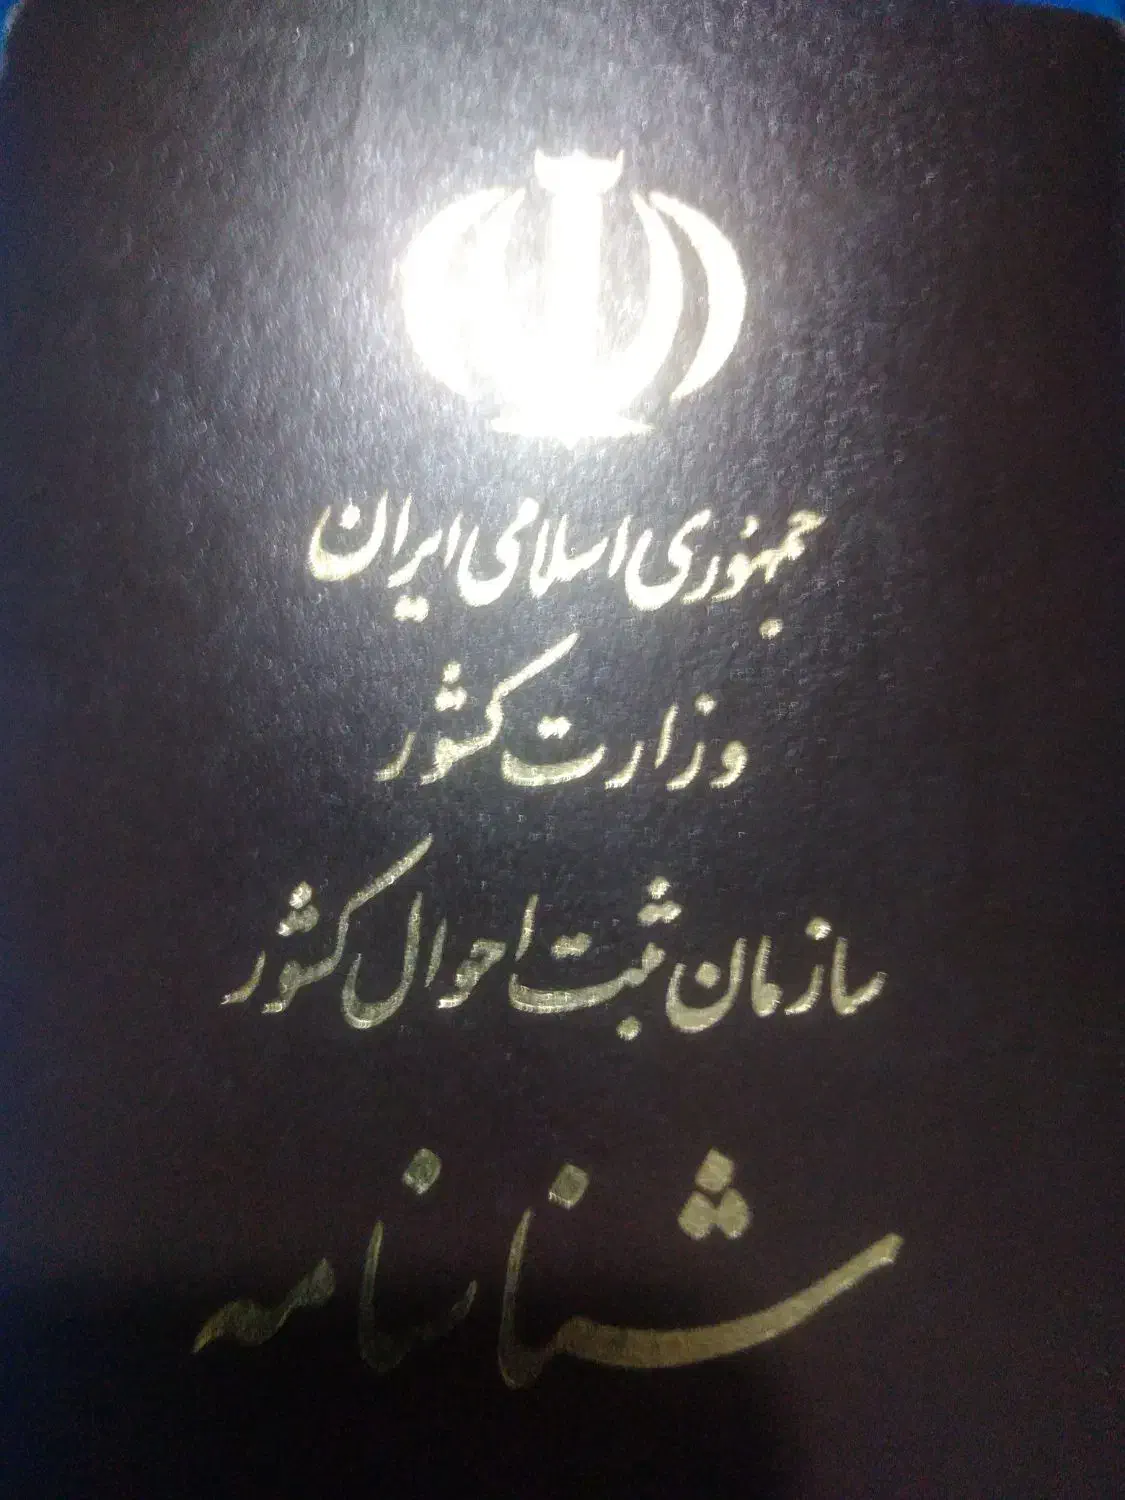 جمهوری اسلامی ایران
وزارت کشور
سازمان ثبت احوال کشور
شناسنامه